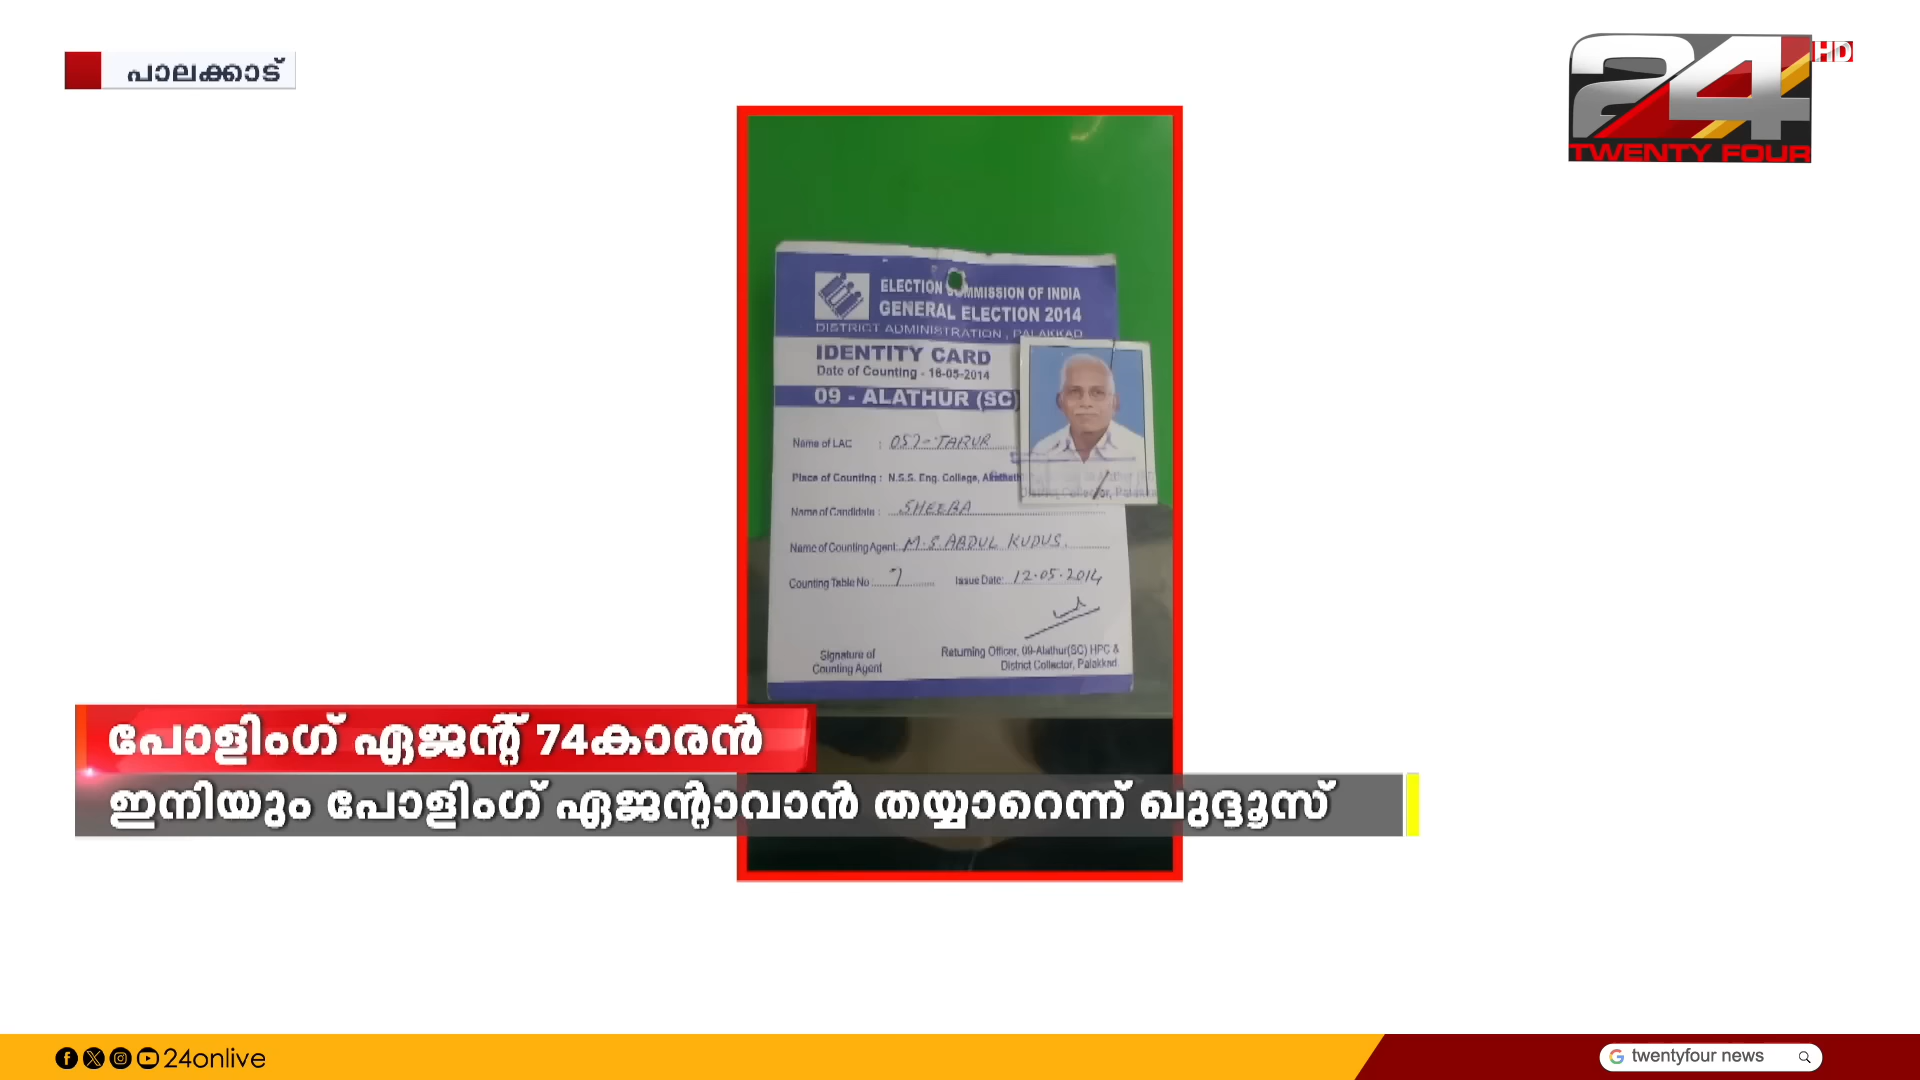 പാലക്കാട്
24
HD
TWENTY FOUR
ELECTION COMMISSION OF INDIA
GENERAL ELECTION 2014
DISTRICT ADMINISTRATION, PALAKKAD
IDENTITY CARD
Date of Counting - 16-05-2014
09 - ALATHUR (SC)
Name of LAC : 057-TARUR
Place of Counting : N.S.S. Eng. College,
Name of Candidate : SHEEBA
Name of Counting Agent: M.S. ABDUL KUDUS.
Counting Table No 7 Issue Date: 12.05.2014
Signature of
Counting Agent
Returning Officer, 09-Alathur(SC) HPC &
District Collector, Palakkad.
പോളിംഗ് ഏജന്റ് 74കാരൻ
ഇനിയും പോളിംഗ് ഏജന്റാവാൻ തയ്യാറെന്ന് ഖുദ്ദൂസ്
24onlive
twentyfour news